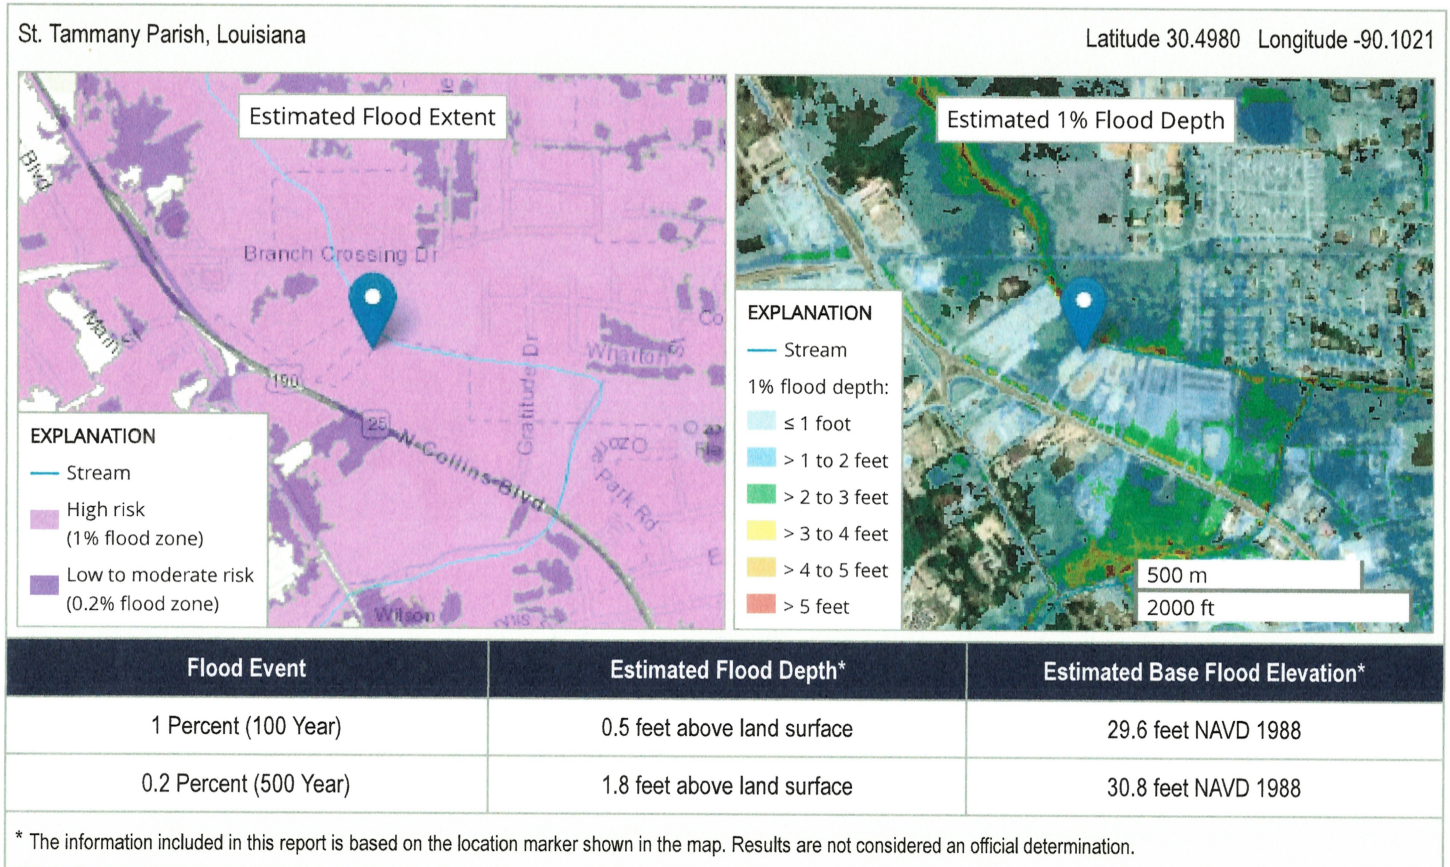 St. Tammany Parish, Louisiana
Latitude 30.4980 Longitude -90.1021
Estimated Flood Extent
Blvd
Branch Crossing Dr
Gratitude Dr
Wharton St
Co
190
25
N Collins Blvd
Park Rd
E
Wilson
EXPLANATION
Stream
High risk
(1% flood zone)
Low to moderate risk
(0.2% flood zone)
Estimated 1% Flood Depth
EXPLANATION
Stream
1% flood depth:
≤ 1 foot
> 1 to 2 feet
> 2 to 3 feet
> 3 to 4 feet
> 4 to 5 feet
> 5 feet
500 m
2000 ft
Flood Event
Estimated Flood Depth*
Estimated Base Flood Elevation*
1 Percent (100 Year)
0.5 feet above land surface
29.6 feet NAVD 1988
0.2 Percent (500 Year)
1.8 feet above land surface
30.8 feet NAVD 1988
* The information included in this report is based on the location marker shown in the map. Results are not considered an official determination.